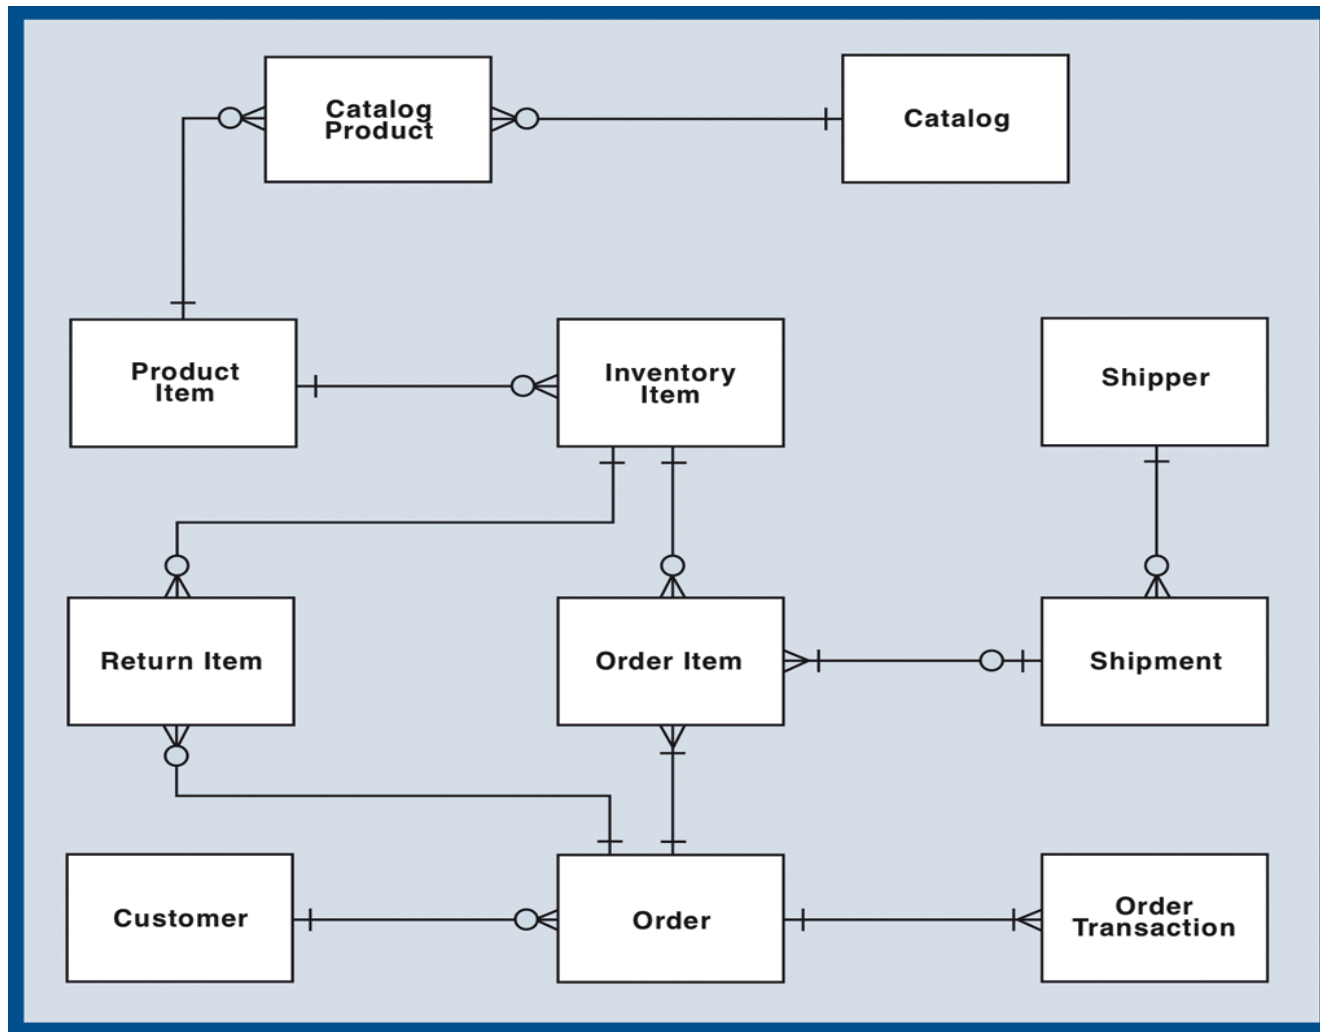 Catalog
Product
Catalog
Product
Item
Inventory
Item
Shipper
Return Item
Order Item
Shipment
Customer
Order
Order
Transaction